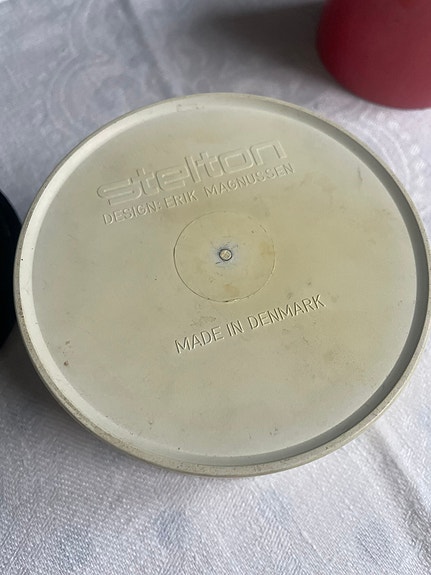 stelton
DESIGN: ERIK MAGNUSSEN
MADE IN DENMARK